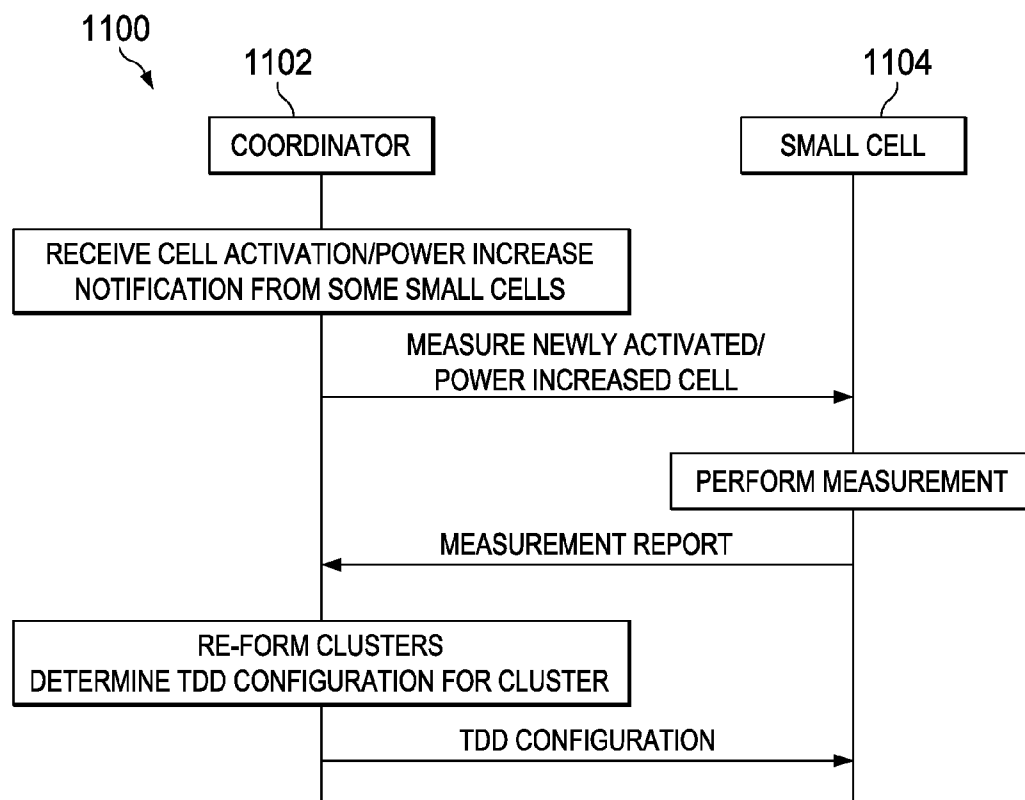 1100
1102
1104
COORDINATOR
SMALL CELL
RECEIVE CELL ACTIVATION/POWER INCREASE
NOTIFICATION FROM SOME SMALL CELLS
MEASURE NEWLY ACTIVATED/
POWER INCREASED CELL
PERFORM MEASUREMENT
MEASUREMENT REPORT
RE-FORM CLUSTERS
DETERMINE TDD CONFIGURATION FOR CLUSTER
TDD CONFIGURATION